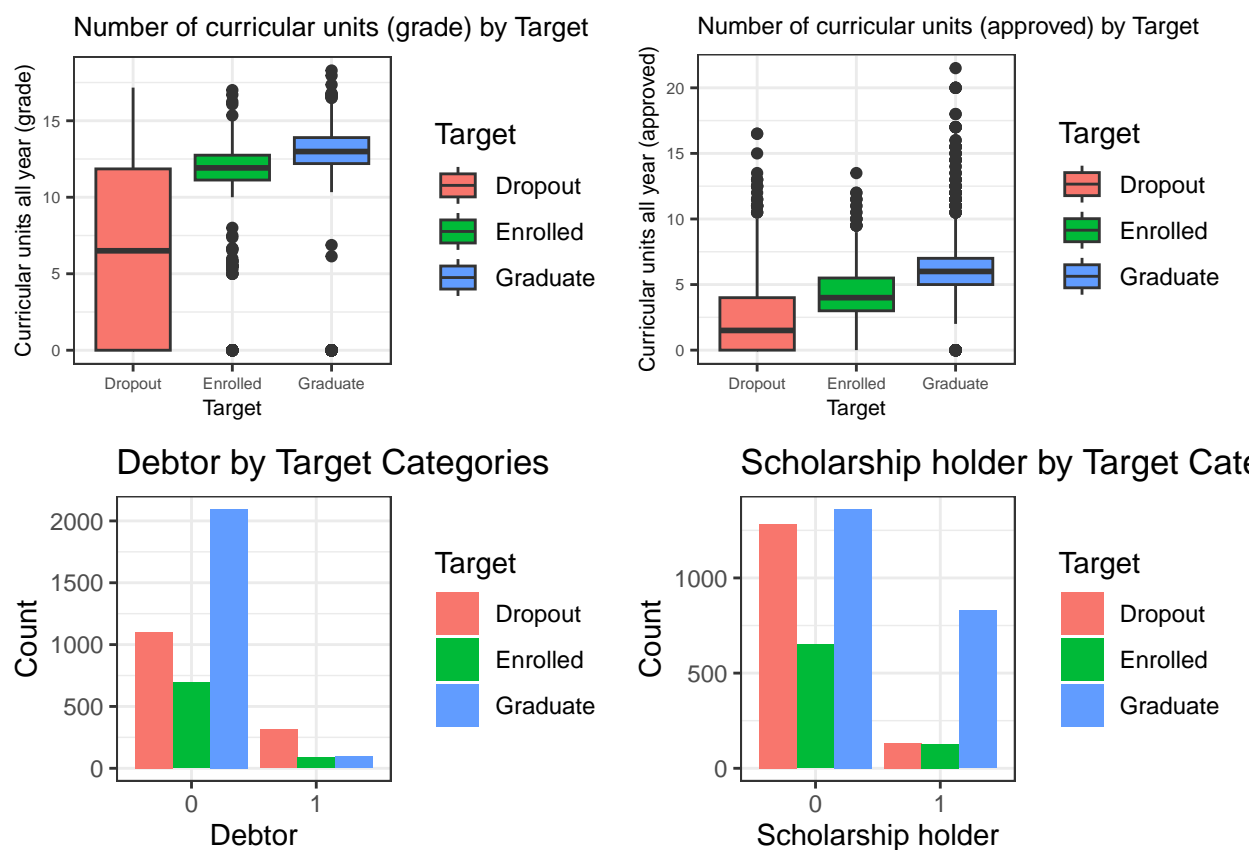 Number of curricular units (grade) by Target
Curricular units all year (grade)
15
10
5
0
Dropout
Enrolled
Graduate
Target
Target
Dropout
Enrolled
Graduate
Number of curricular units (approved) by Target
Curricular units all year (approved)
20
15
10
5
0
Dropout
Enrolled
Graduate
Target
Target
Dropout
Enrolled
Graduate
Debtor by Target Categories
Count
2000
1500
1000
500
0
0
1
Debtor
Target
Dropout
Enrolled
Graduate
Scholarship holder by Target Cate
Count
1000
500
0
0
1
Scholarship holder
Target
Dropout
Enrolled
Graduate